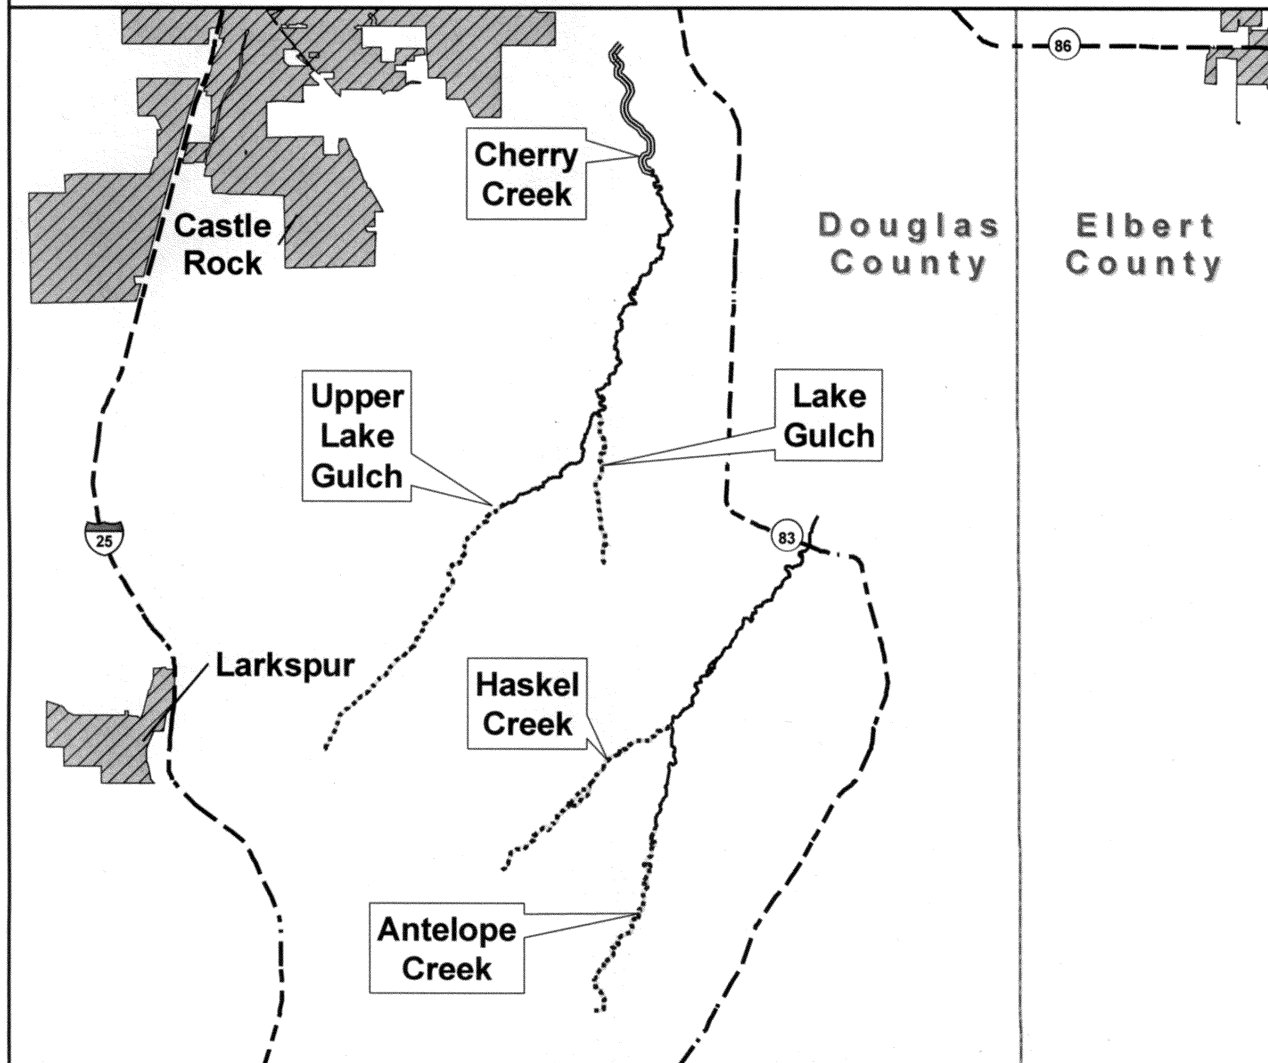 86
Cherry
Creek
Castle
Rock
Douglas
County
Elbert
County
Upper
Lake
Gulch
Lake
Gulch
25
83
Larkspur
Haskel
Creek
Antelope
Creek